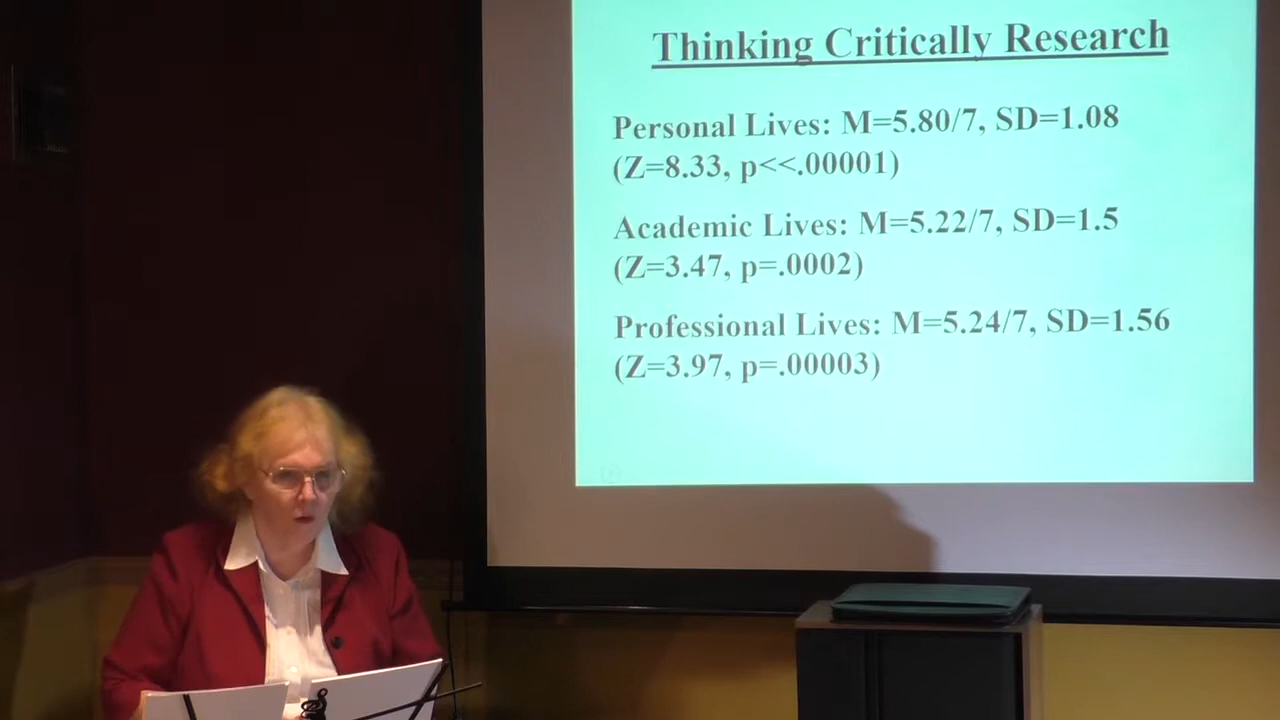 Thinking Critically Research
Personal Lives: M=5.80/7, SD=1.08
(Z=8.33, p<<.00001)
Academic Lives: M=5.22/7, SD=1.5
(Z=3.47, p=.0002)
Professional Lives: M=5.24/7, SD=1.56
(Z=3.97, p=.00003)